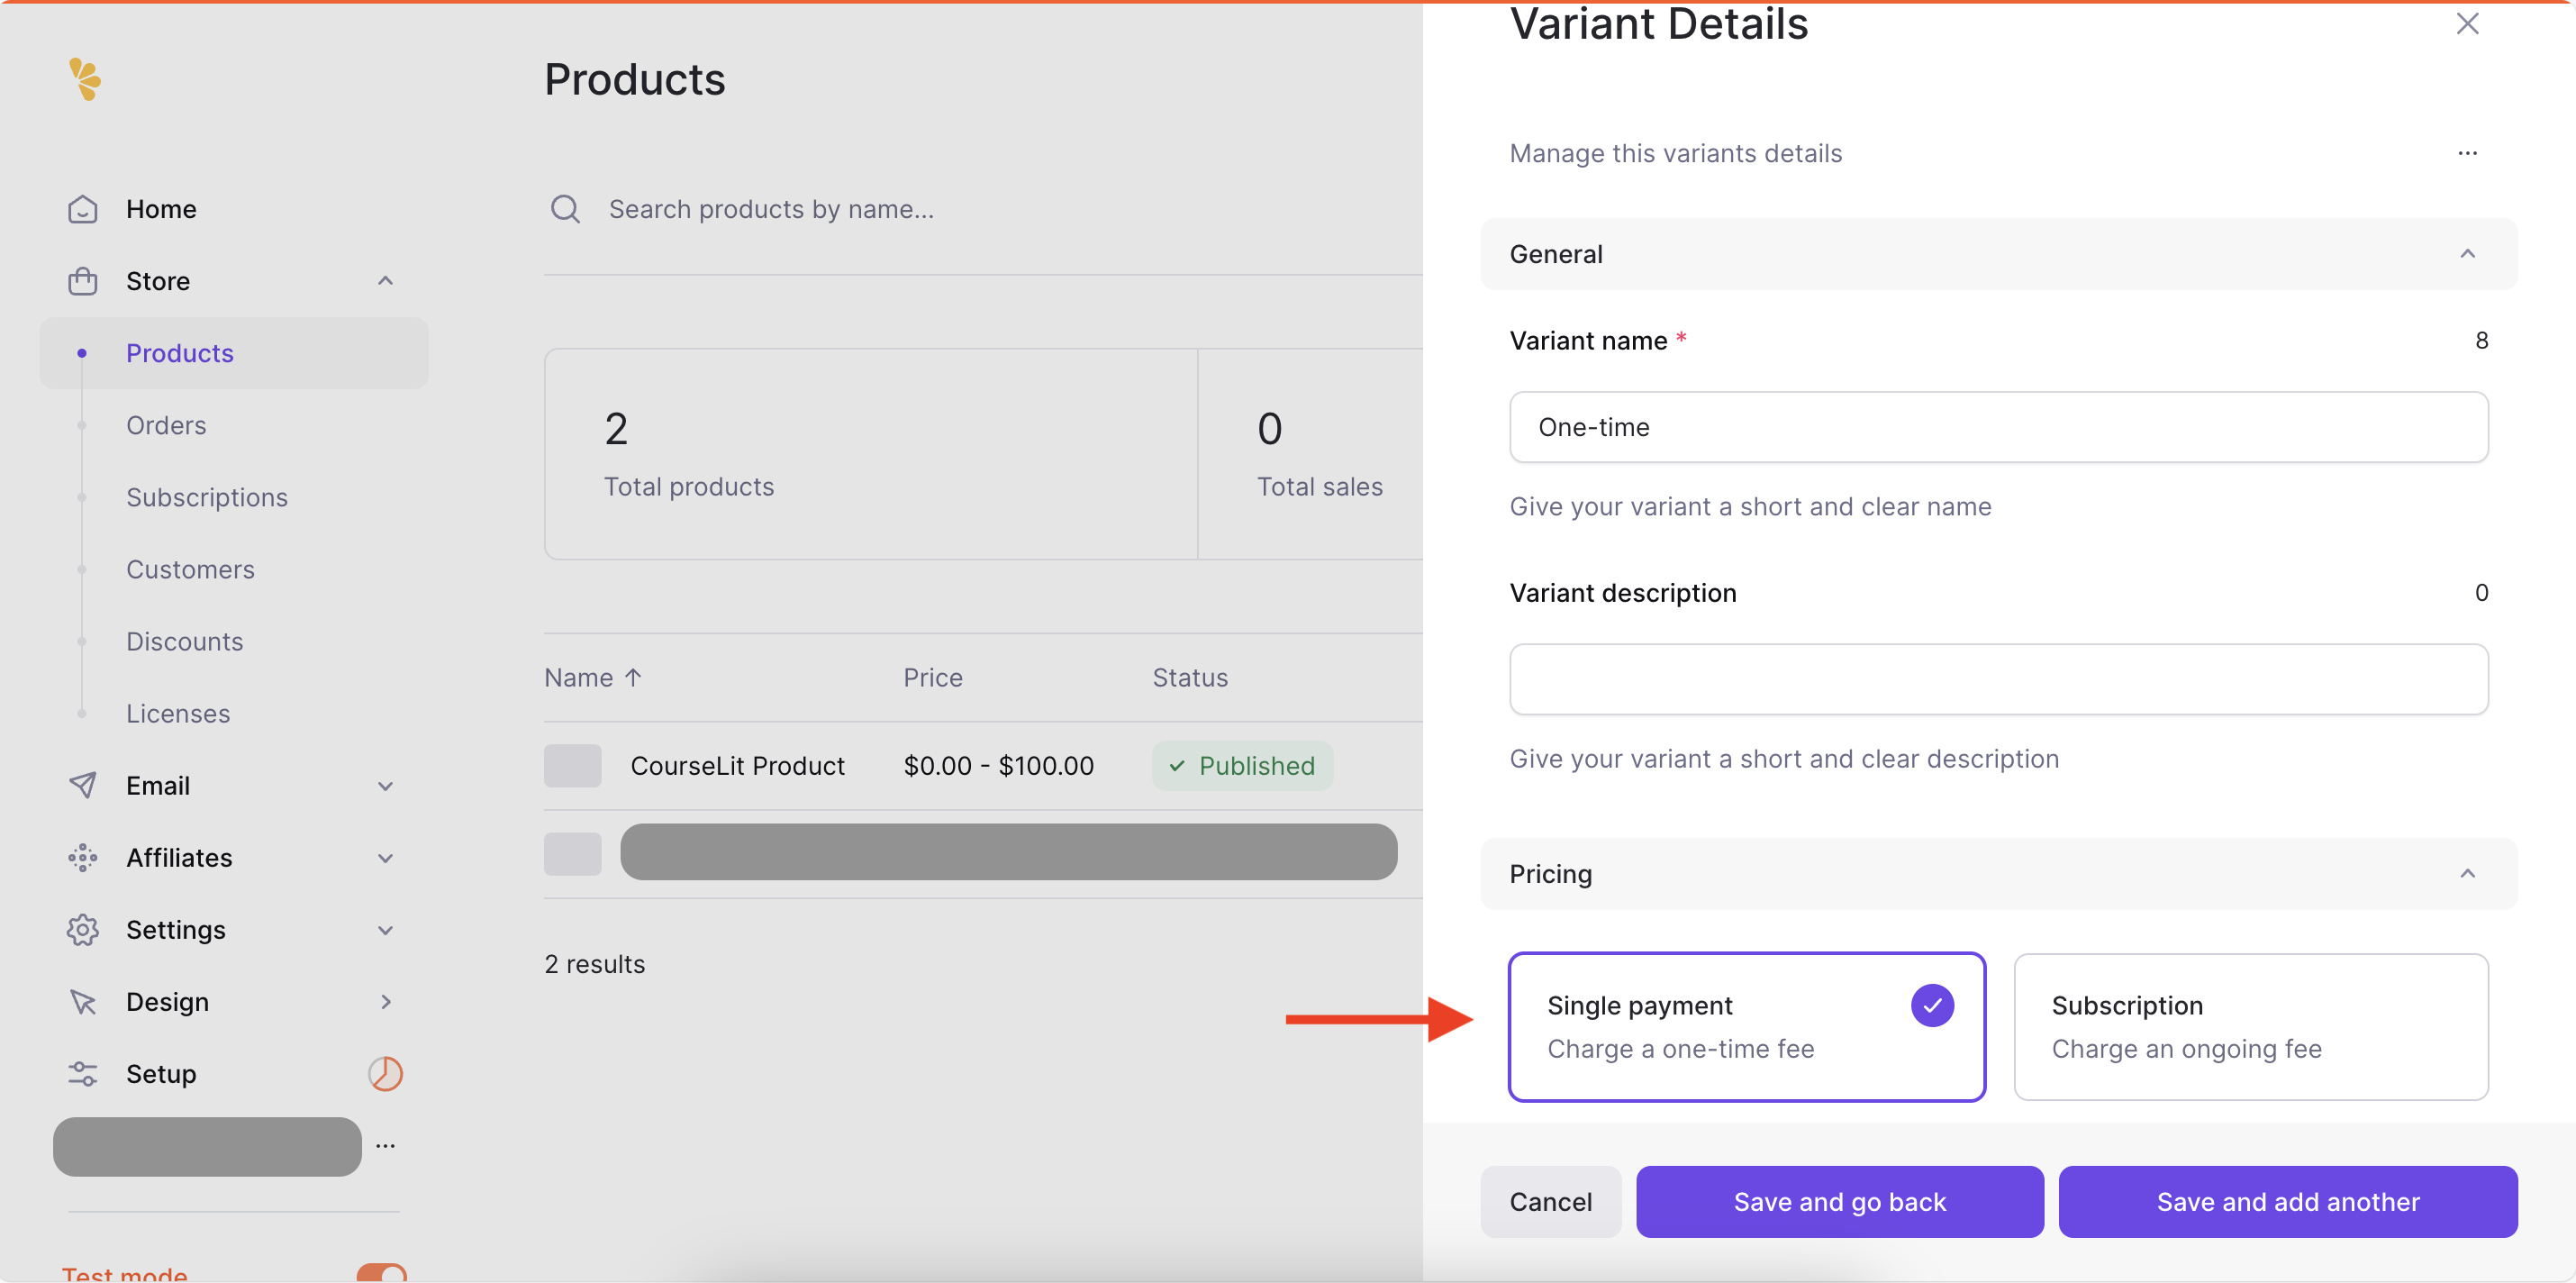 Products
Home
Store
Products
Orders
Subscriptions
Customers
Discounts
Licenses
Email
Affiliates
Settings
Design
Setup
...
Test mode
Search products by name...
2
Total products
0
Total sales
Name ↑ Price Status
CourseLit Product $0.00 - $100.00 Published
2 results
Variant Details
Manage this variants details
...
General
Variant name * 8
One-time
Give your variant a short and clear name
Variant description 0
Give your variant a short and clear description
Pricing
Single payment
Charge a one-time fee
Subscription
Charge an ongoing fee
Cancel
Save and go back
Save and add another